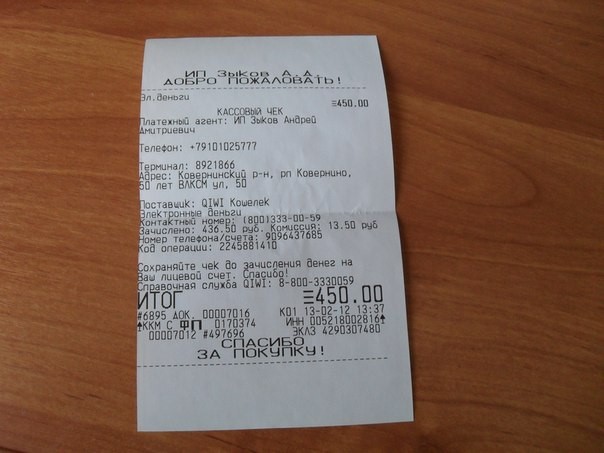 ИП Зыков А.Д.
ДОБРО ПОЖАЛОВАТЬ!
Эл.деньги
≡450.00
КАССОВЫЙ ЧЕК
Платежный агент: ИП Зыков Андрей
Дмитриевич
Телефон: +79101025777
Терминал: 8921866
Адрес: Ковернинский р-н, рп Ковернино,
50 лет ВЛКСМ ул, 50
Поставщик: QIWI Кошелек
Электронные деньги
Контактный номер: (800)333-00-59
Зачислено: 436.50 руб. Комиссия: 13.50 руб
Номер телефона/счета: 9096437685
Код операции: 2245881410
Сохраняйте чек до зачисления денег на
Ваш лицевой счет. Спасибо!
Справочная служба QIWI: 8-800-3330059
ИТОГ ≡450.00
#6895 ДОК. 00007016 К01 13-02-12 13:37
ККМ С ФП 0170374 ИНН 005218002816
00007012 #497696 ЭКЛЗ 4290307480
СПАСИБО
ЗА ПОКУПКУ!